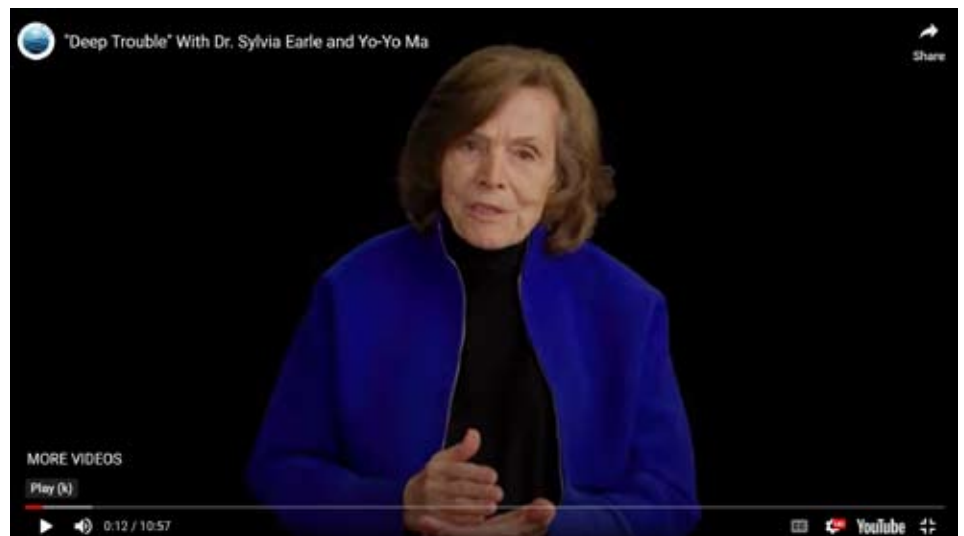 "Deep Trouble" With Dr. Sylvia Earle and Yo-Yo Ma
Share
MORE VIDEOS
Play (k)
0:12 / 10:57
YouTube